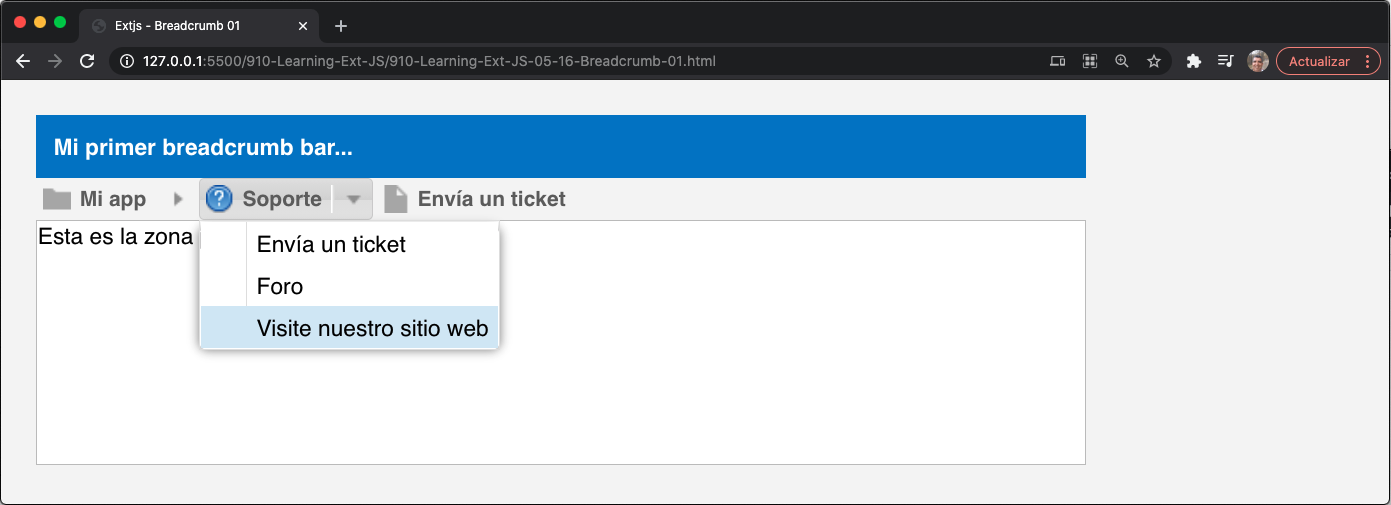 Extjs - Breadcrumb 01
127.0.0.1:5500/910-Learning-Ext-JS/910-Learning-Ext-JS-05-16-Breadcrumb-01.html
Actualizar
Mi primer breadcrumb bar...
Mi app Soporte Envía un ticket
Esta es la zona
Envía un ticket
Foro
Visite nuestro sitio web